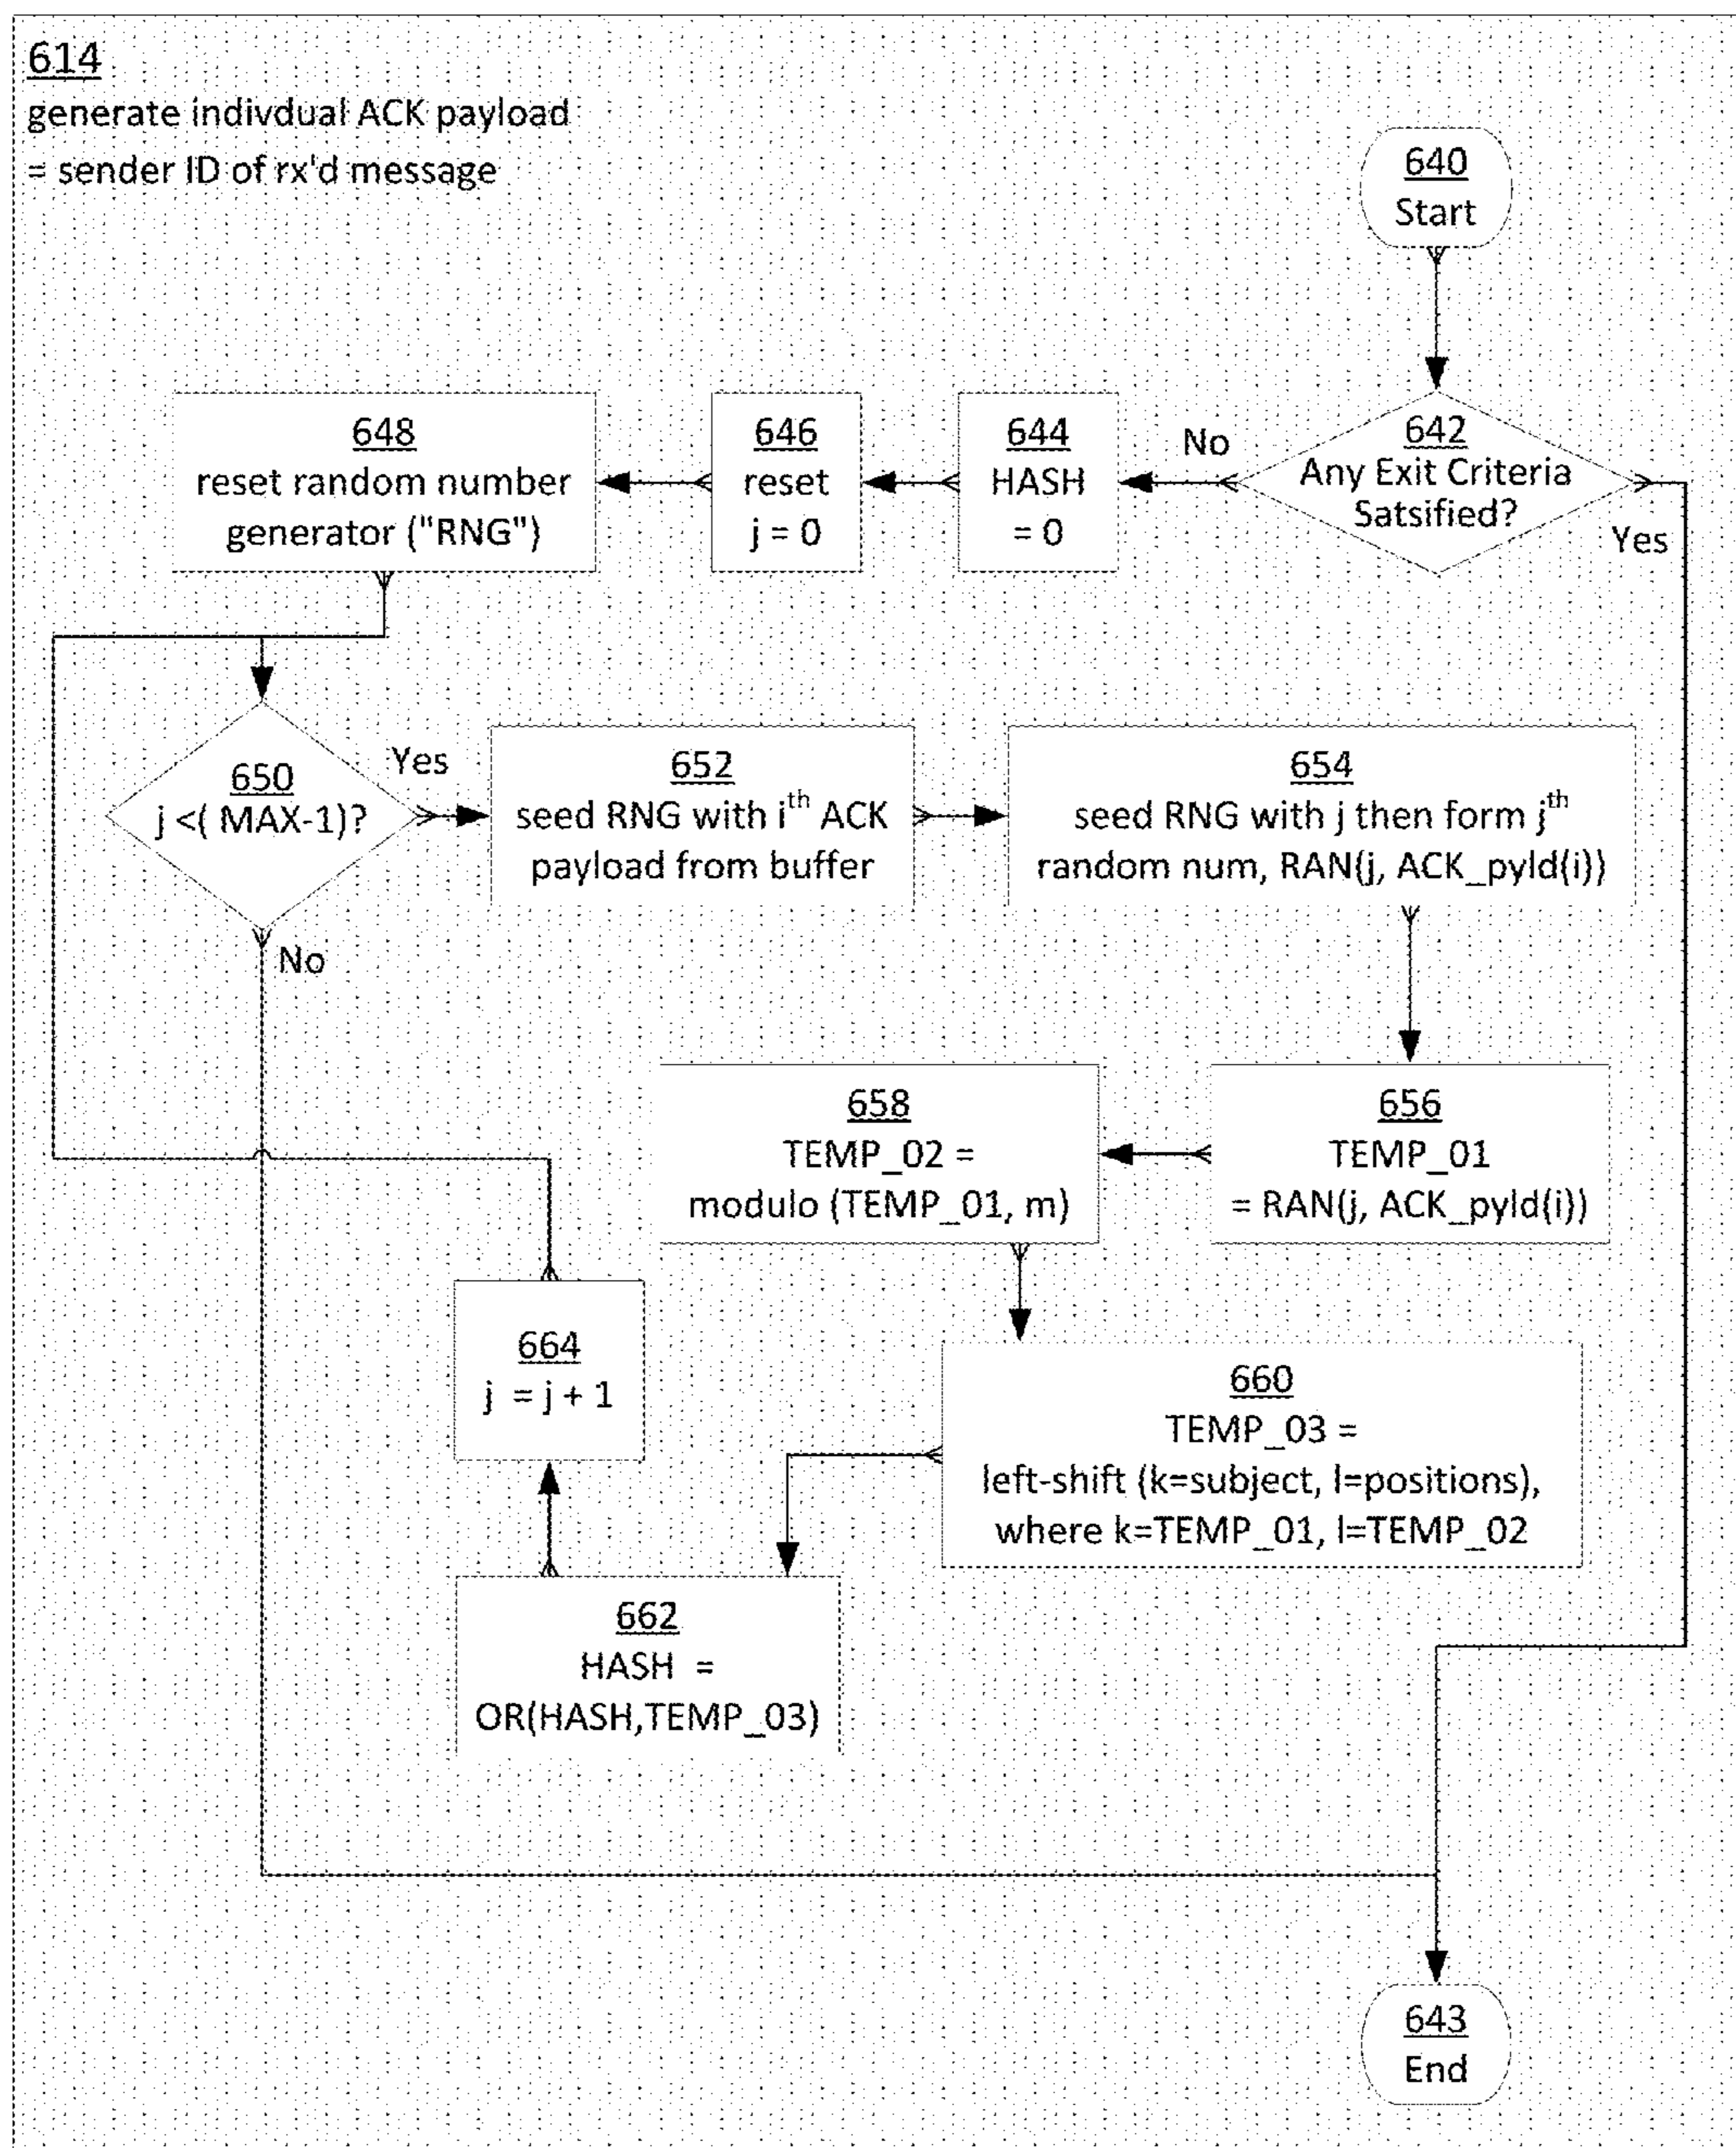 614
generate indivdual ACK payload
= sender ID of rx'd message
640
Start
642
Any Exit Criteria
Satsified?
No
Yes
644
HASH
= 0
646
reset
j = 0
648
reset random number
generator ("RNG")
650
j <( MAX-1)?
Yes
No
652
seed RNG with ith ACK
payload from buffer
654
seed RNG with j then form jth
random num, RAN(j, ACK_pyld(i))
656
TEMP_01
= RAN(j, ACK_pyld(i))
658
TEMP_02 =
modulo (TEMP_01, m)
660
TEMP_03 =
left-shift (k=subject, l=positions),
where k=TEMP_01, l=TEMP_02
662
HASH =
OR(HASH,TEMP_03)
664
j = j + 1
643
End